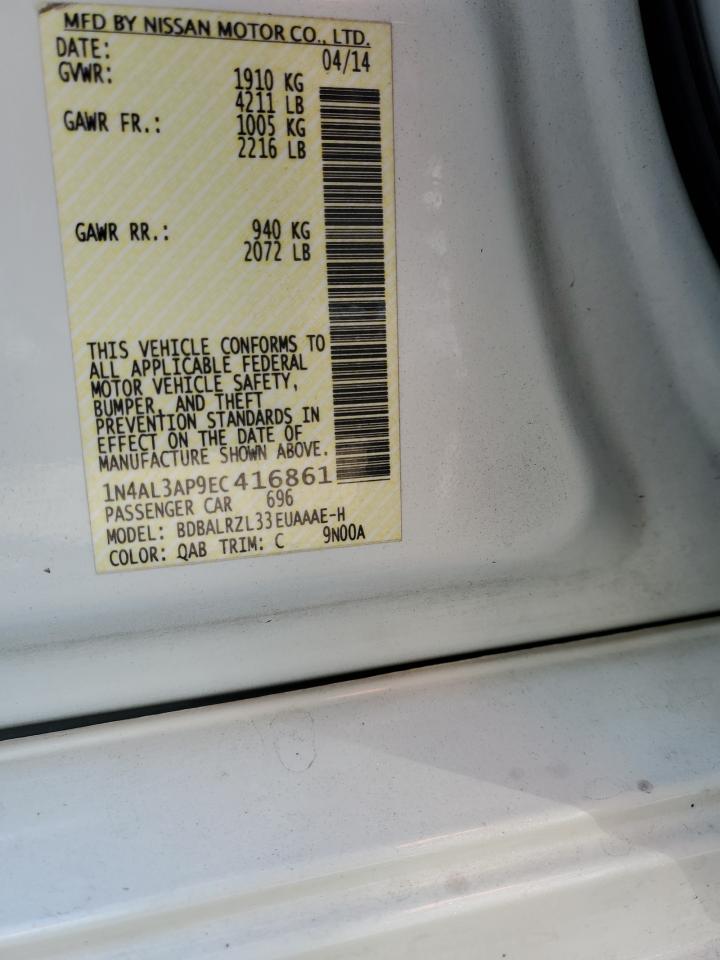 MFD BY NISSAN MOTOR CO., LTD.
DATE: 04/14
GVWR: 1910 KG
4211 LB
GAWR FR.: 1005 KG
2216 LB
GAWR RR.: 940 KG
2072 LB
THIS VEHICLE CONFORMS TO
ALL APPLICABLE FEDERAL
MOTOR VEHICLE SAFETY,
BUMPER, AND THEFT
PREVENTION STANDARDS IN
EFFECT ON THE DATE OF
MANUFACTURE SHOWN ABOVE.
1N4AL3AP9EC416861
PASSENGER CAR 696
MODEL: BDBALRZL33EUAAAE-H
COLOR: QAB TRIM: C 9N00A